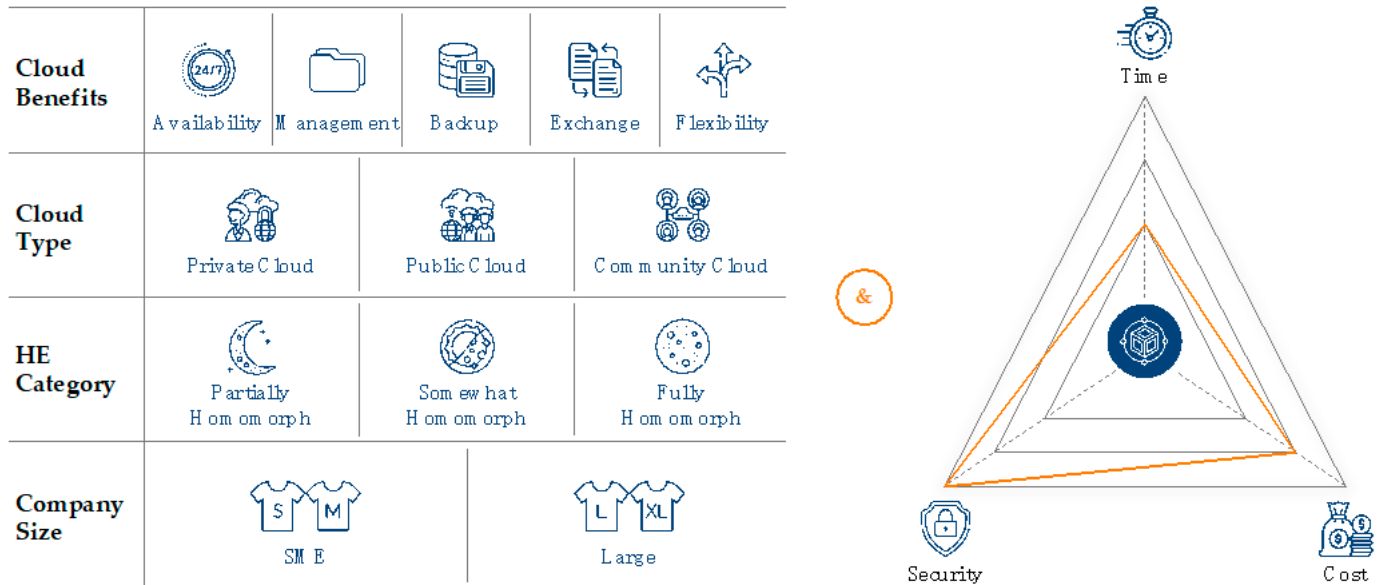 Cloud
Benefits
24/7
Availability
Management
Backup
Exchange
Flexibility
Cloud
Type
Private Cloud
Public Cloud
Community Cloud
HE
Category
Partially
Homomorph
Somewhat
Homomorph
Fully
Homomorph
Company
Size
S
M
SME
L
XL
Large
&
Time
Security
$
$
$
Cost